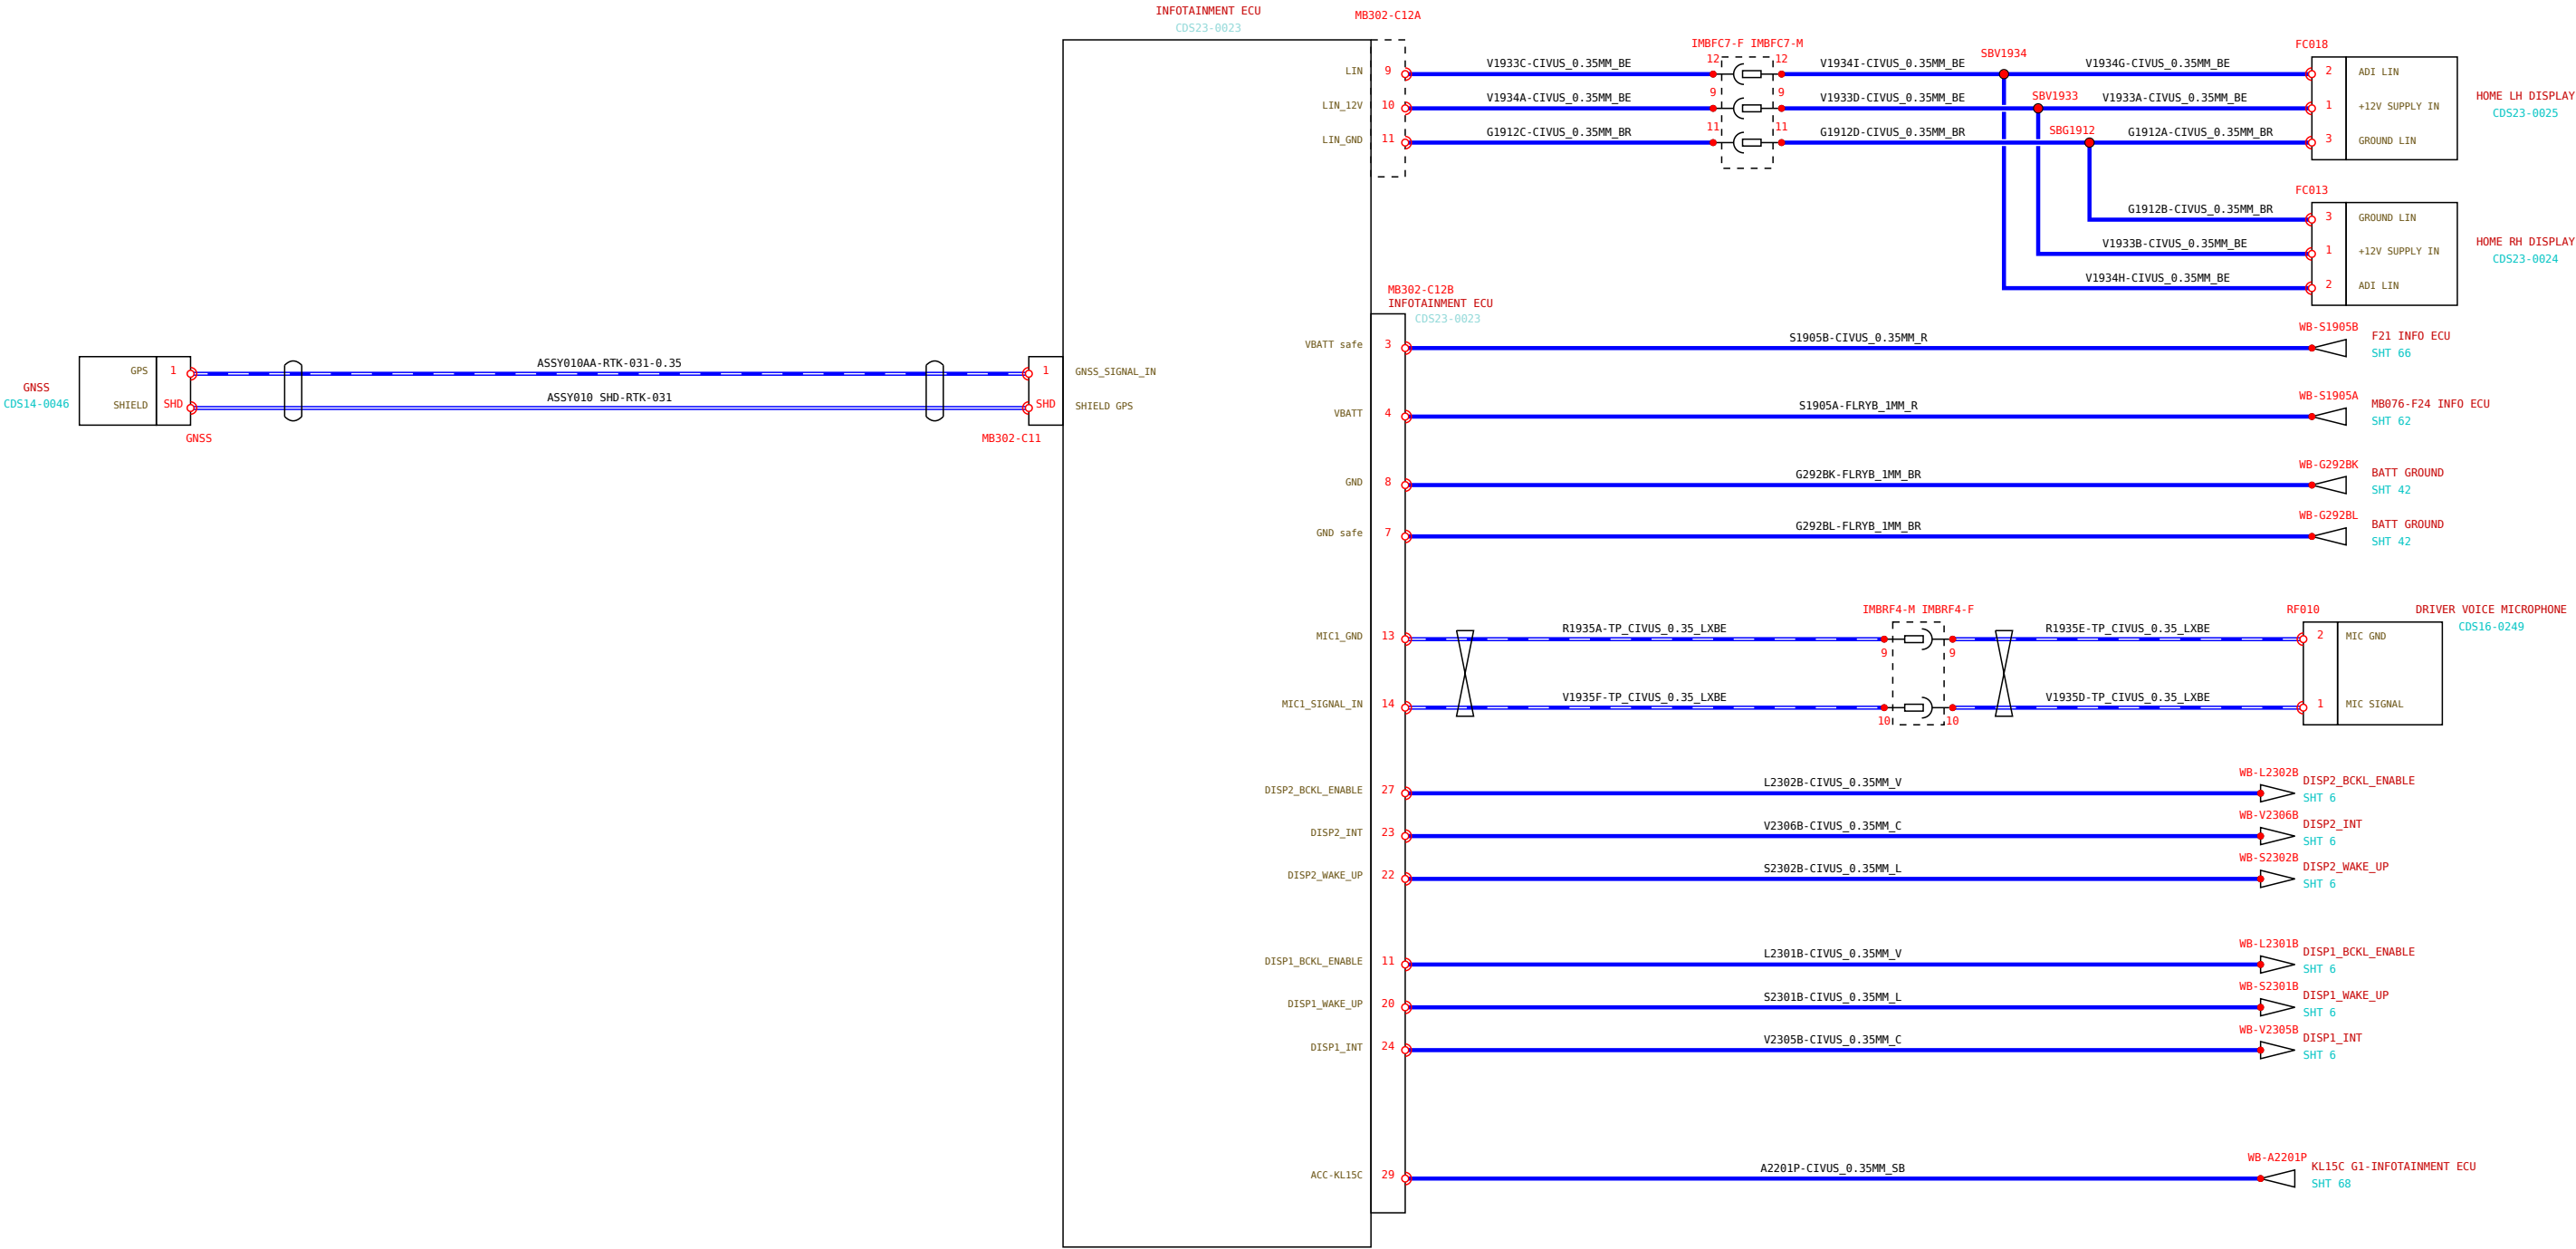 INFOTAINMENT ECU
CDS23-0023
MB302-C12A
LIN 9 V1933C-CIVUS_0.35MM_BE
LIN_12V 10 V1934A-CIVUS_0.35MM_BE
LIN_GND 11 G1912C-CIVUS_0.35MM_BR
IMBFC7-F IMBFC7-M
12 12
9 9
11 11
V1934I-CIVUS_0.35MM_BE
V1933D-CIVUS_0.35MM_BE
G1912D-CIVUS_0.35MM_BR
SBV1934
SBV1933
SBG1912
V1934G-CIVUS_0.35MM_BE
V1933A-CIVUS_0.35MM_BE
G1912A-CIVUS_0.35MM_BR
FC018
2 ADI LIN
1 +12V SUPPLY IN
3 GROUND LIN
HOME LH DISPLAY
CDS23-0025
FC013
G1912B-CIVUS_0.35MM_BR 3 GROUND LIN
V1933B-CIVUS_0.35MM_BE 1 +12V SUPPLY IN
V1934H-CIVUS_0.35MM_BE 2 ADI LIN
HOME RH DISPLAY
CDS23-0024
MB302-C12B
INFOTAINMENT ECU
CDS23-0023
GNSS
CDS14-0046
GPS 1 ASSY010AA-RTK-031-0.35 1 GNSS_SIGNAL_IN
SHIELD SHD ASSY010 SHD-RTK-031 SHD SHIELD GPS
GNSS
MB302-C11
VBATT safe 3 S1905B-CIVUS_0.35MM_R
WB-S1905B
F21 INFO ECU
SHT 66
VBATT 4 S1905A-FLRYB_1MM_R
WB-S1905A
MB076-F24 INFO ECU
SHT 62
GND 8 G292BK-FLRYB_1MM_BR
WB-G292BK
BATT GROUND
SHT 42
GND safe 7 G292BL-FLRYB_1MM_BR
WB-G292BL
BATT GROUND
SHT 42
IMBRF4-M IMBRF4-F
RF010
DRIVER VOICE MICROPHONE
CDS16-0249
MIC1_GND 13 R1935A-TP_CIVUS_0.35_LXBE 9 9 R1935E-TP_CIVUS_0.35_LXBE 2 MIC GND
MIC1_SIGNAL_IN 14 V1935F-TP_CIVUS_0.35_LXBE 10 10 V1935D-TP_CIVUS_0.35_LXBE 1 MIC SIGNAL
DISP2_BCKL_ENABLE 27 L2302B-CIVUS_0.35MM_V
WB-L2302B
DISP2_BCKL_ENABLE
SHT 6
DISP2_INT 23 V2306B-CIVUS_0.35MM_C
WB-V2306B
DISP2_INT
SHT 6
DISP2_WAKE_UP 22 S2302B-CIVUS_0.35MM_L
WB-S2302B
DISP2_WAKE_UP
SHT 6
DISP1_BCKL_ENABLE 11 L2301B-CIVUS_0.35MM_V
WB-L2301B
DISP1_BCKL_ENABLE
SHT 6
DISP1_WAKE_UP 20 S2301B-CIVUS_0.35MM_L
WB-S2301B
DISP1_WAKE_UP
SHT 6
DISP1_INT 24 V2305B-CIVUS_0.35MM_C
WB-V2305B
DISP1_INT
SHT 6
ACC-KL15C 29 A2201P-CIVUS_0.35MM_SB
WB-A2201P
KL15C G1-INFOTAINMENT ECU
SHT 68